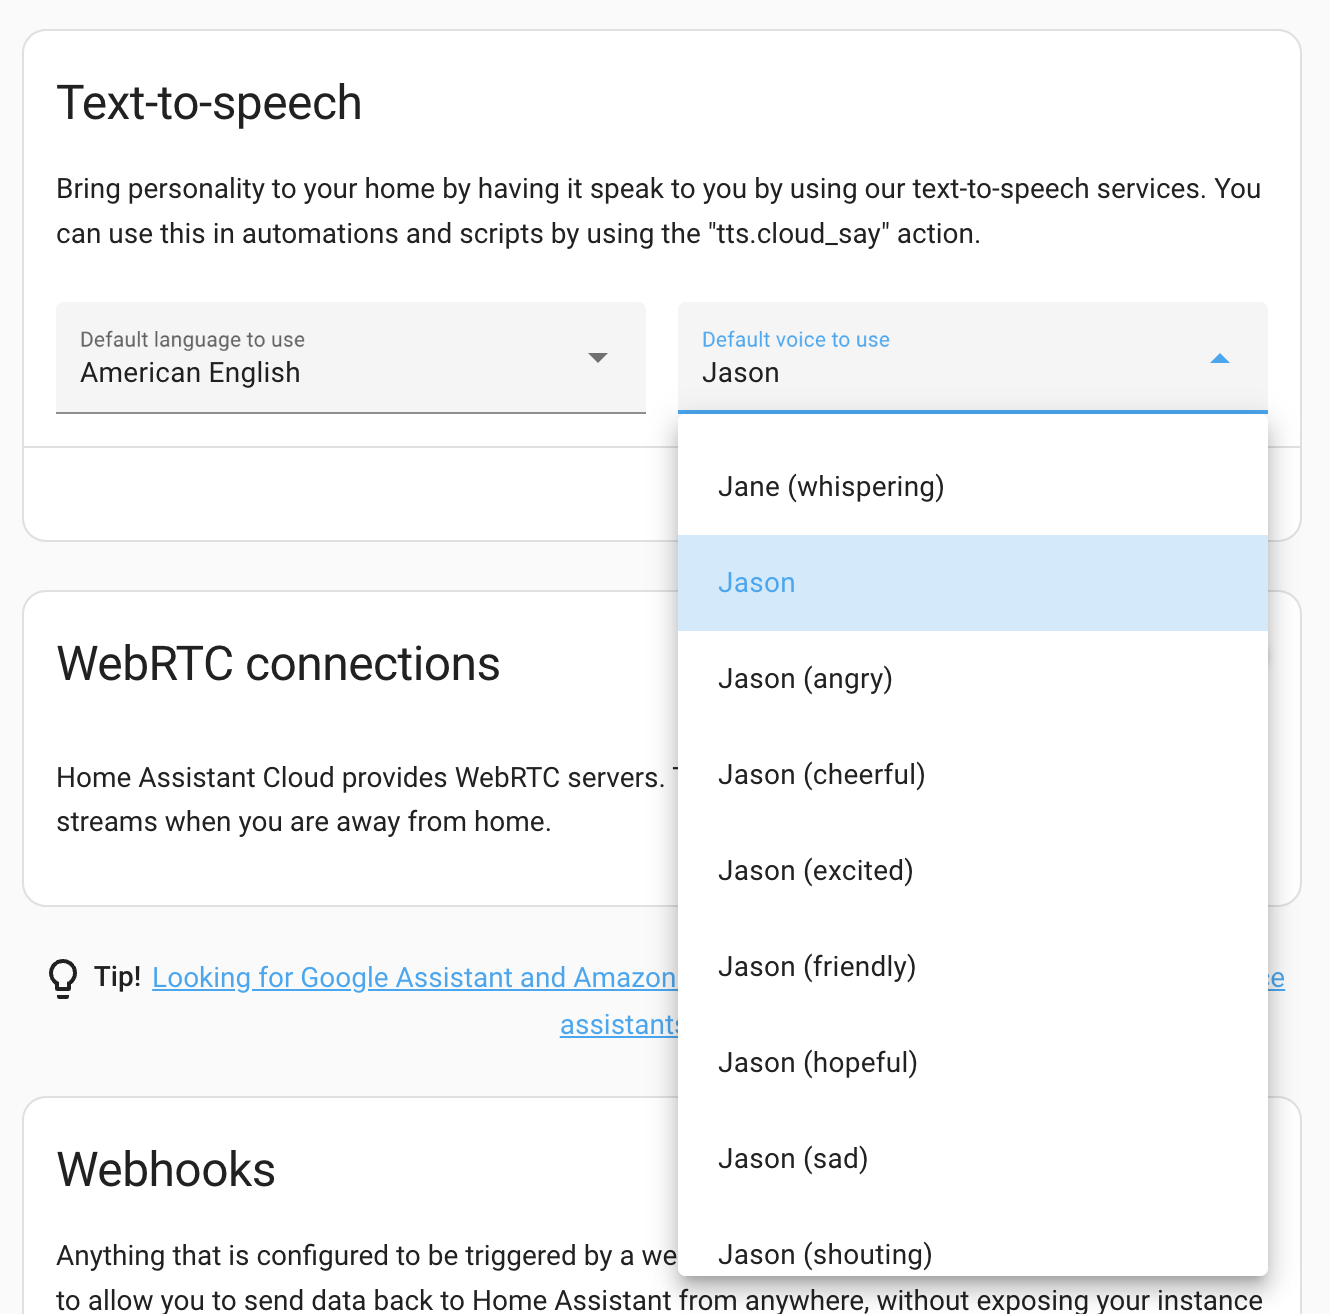 Text-to-speech
Bring personality to your home by having it speak to you by using our text-to-speech services. You
can use this in automations and scripts by using the "tts.cloud_say" action.
Default language to use
American English
Default voice to use
Jason
Jane (whispering)
Jason
Jason (angry)
Jason (cheerful)
Jason (excited)
Jason (friendly)
Jason (hopeful)
Jason (sad)
Jason (shouting)
WebRTC connections
Home Assistant Cloud provides WebRTC servers.
streams when you are away from home.
Tip! Looking for Google Assistant and Amazon
assistants
Webhooks
Anything that is configured to be triggered by a
to allow you to send data back to Home Assistant from anywhere, without exposing your instance